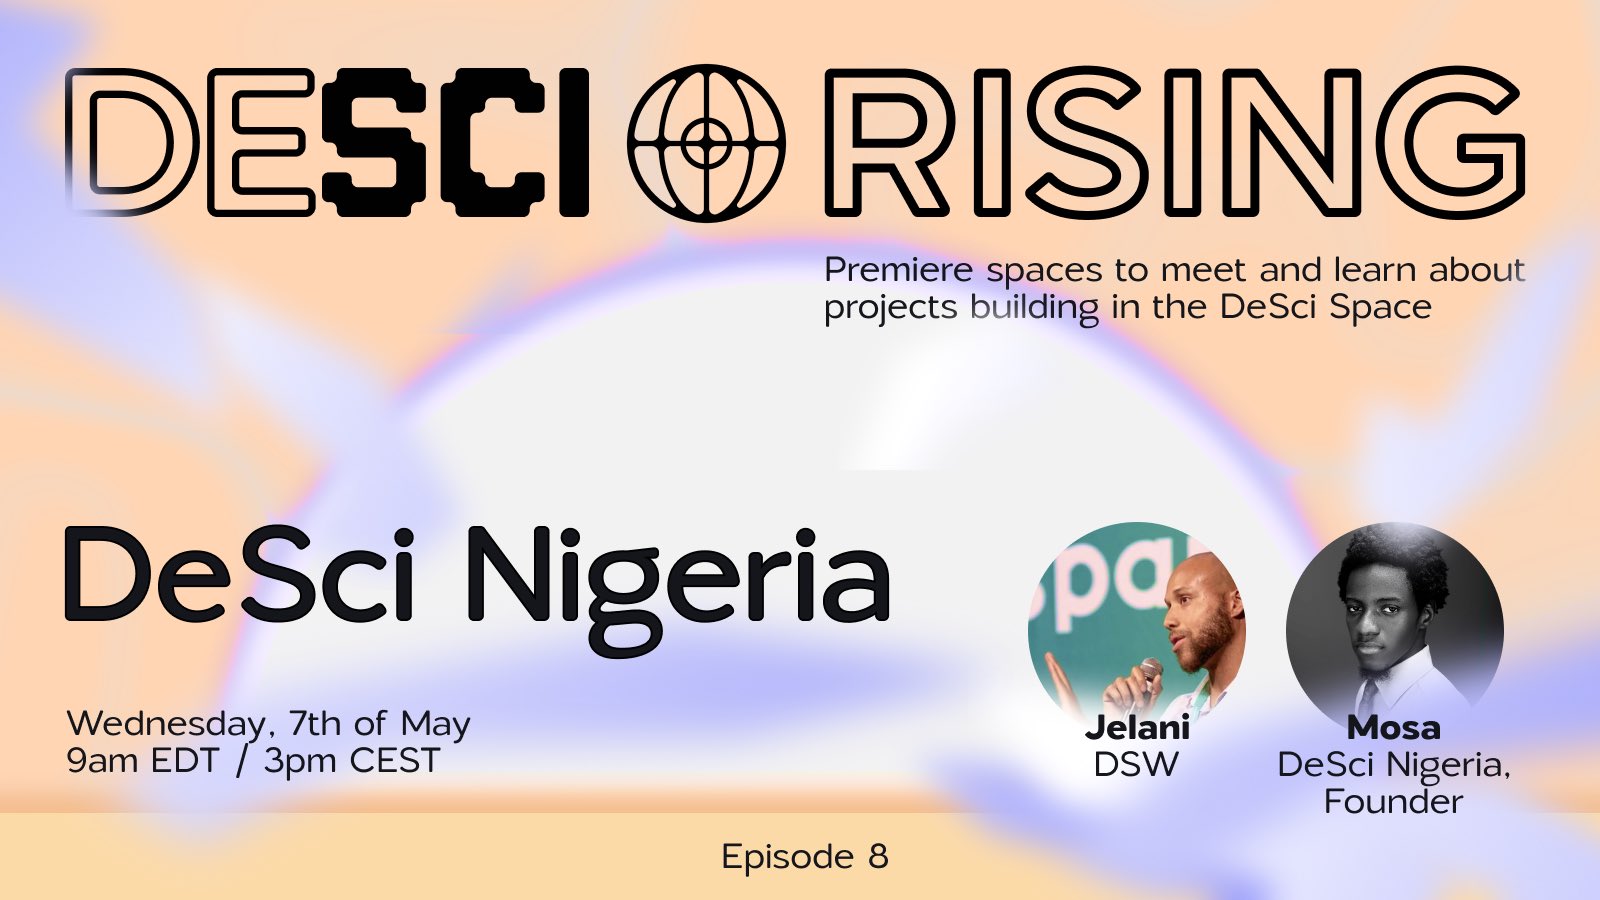 DESCI RISING
Premiere spaces to meet and learn about
projects building in the DeSci Space
DeSci Nigeria
Wednesday, 7th of May
9am EDT / 3pm CEST
spa
Jelani
DSW
Mosa
DeSci Nigeria,
Founder
Episode 8